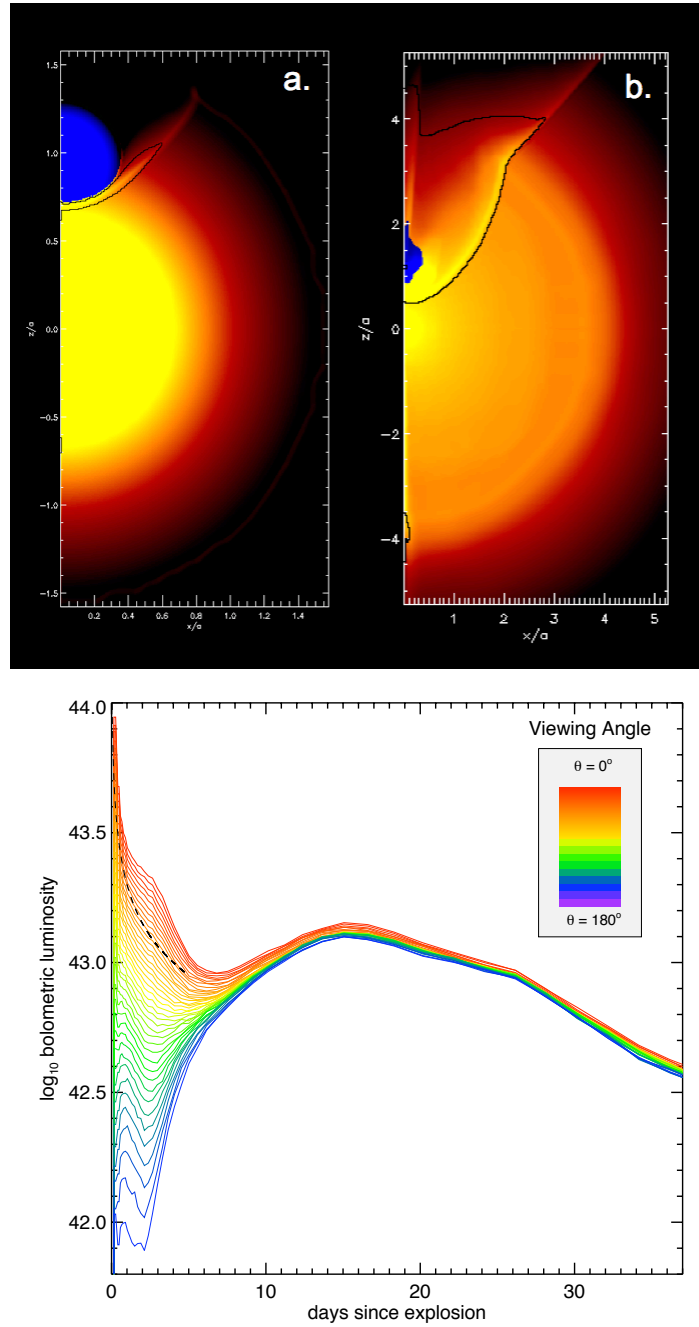 a.
b.
1.5
1.0
0.5
0.0
-0.5
-1.0
-1.5
z/a
0.2 0.4 0.6 0.8 1.0 1.2 1.4
x/a
4
2
0
-2
-4
z/a
1 2 3 4 5
x/a
44.0
43.5
43.0
42.5
42.0
log10 bolometric luminosity
0 10 20 30
days since explosion
Viewing Angle
θ = 0°
θ = 180°